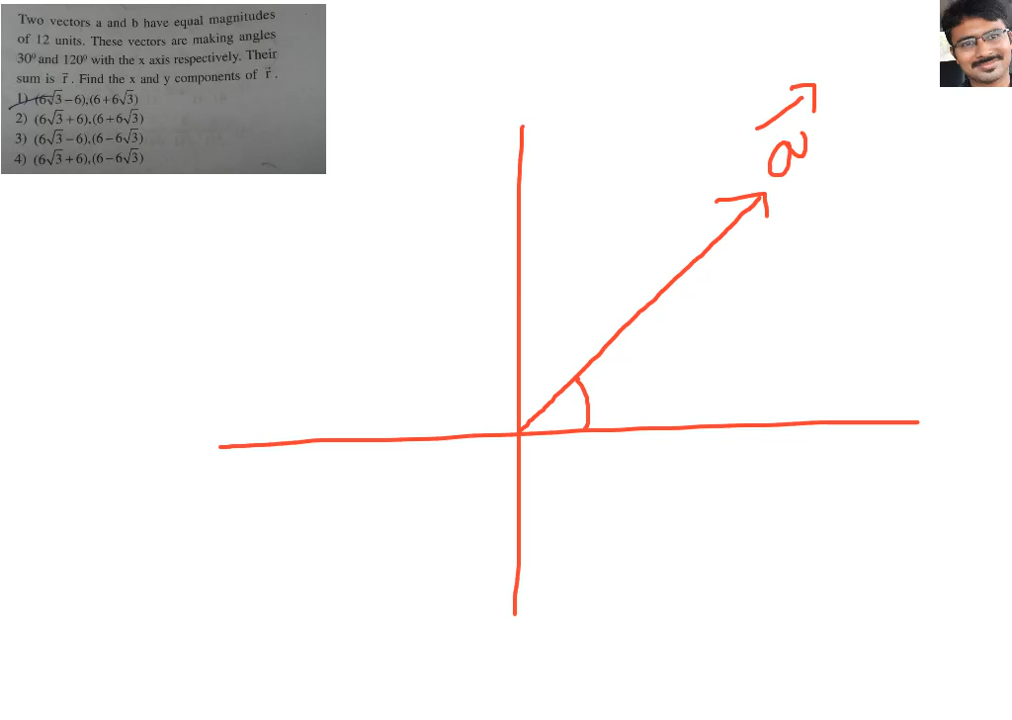 Two vectors a and b have equal magnitudes
of 12 units. These vectors are making angles
30⁰ and 120⁰ with the x axis respectively. Their
sum is r⃗. Find the x and y components of r⃗.
1) (6√3−6),(6+6√3)
2) (6√3+6),(6+6√3)
3) (6√3−6),(6−6√3)
4) (6√3+6),(6−6√3)
a⃗